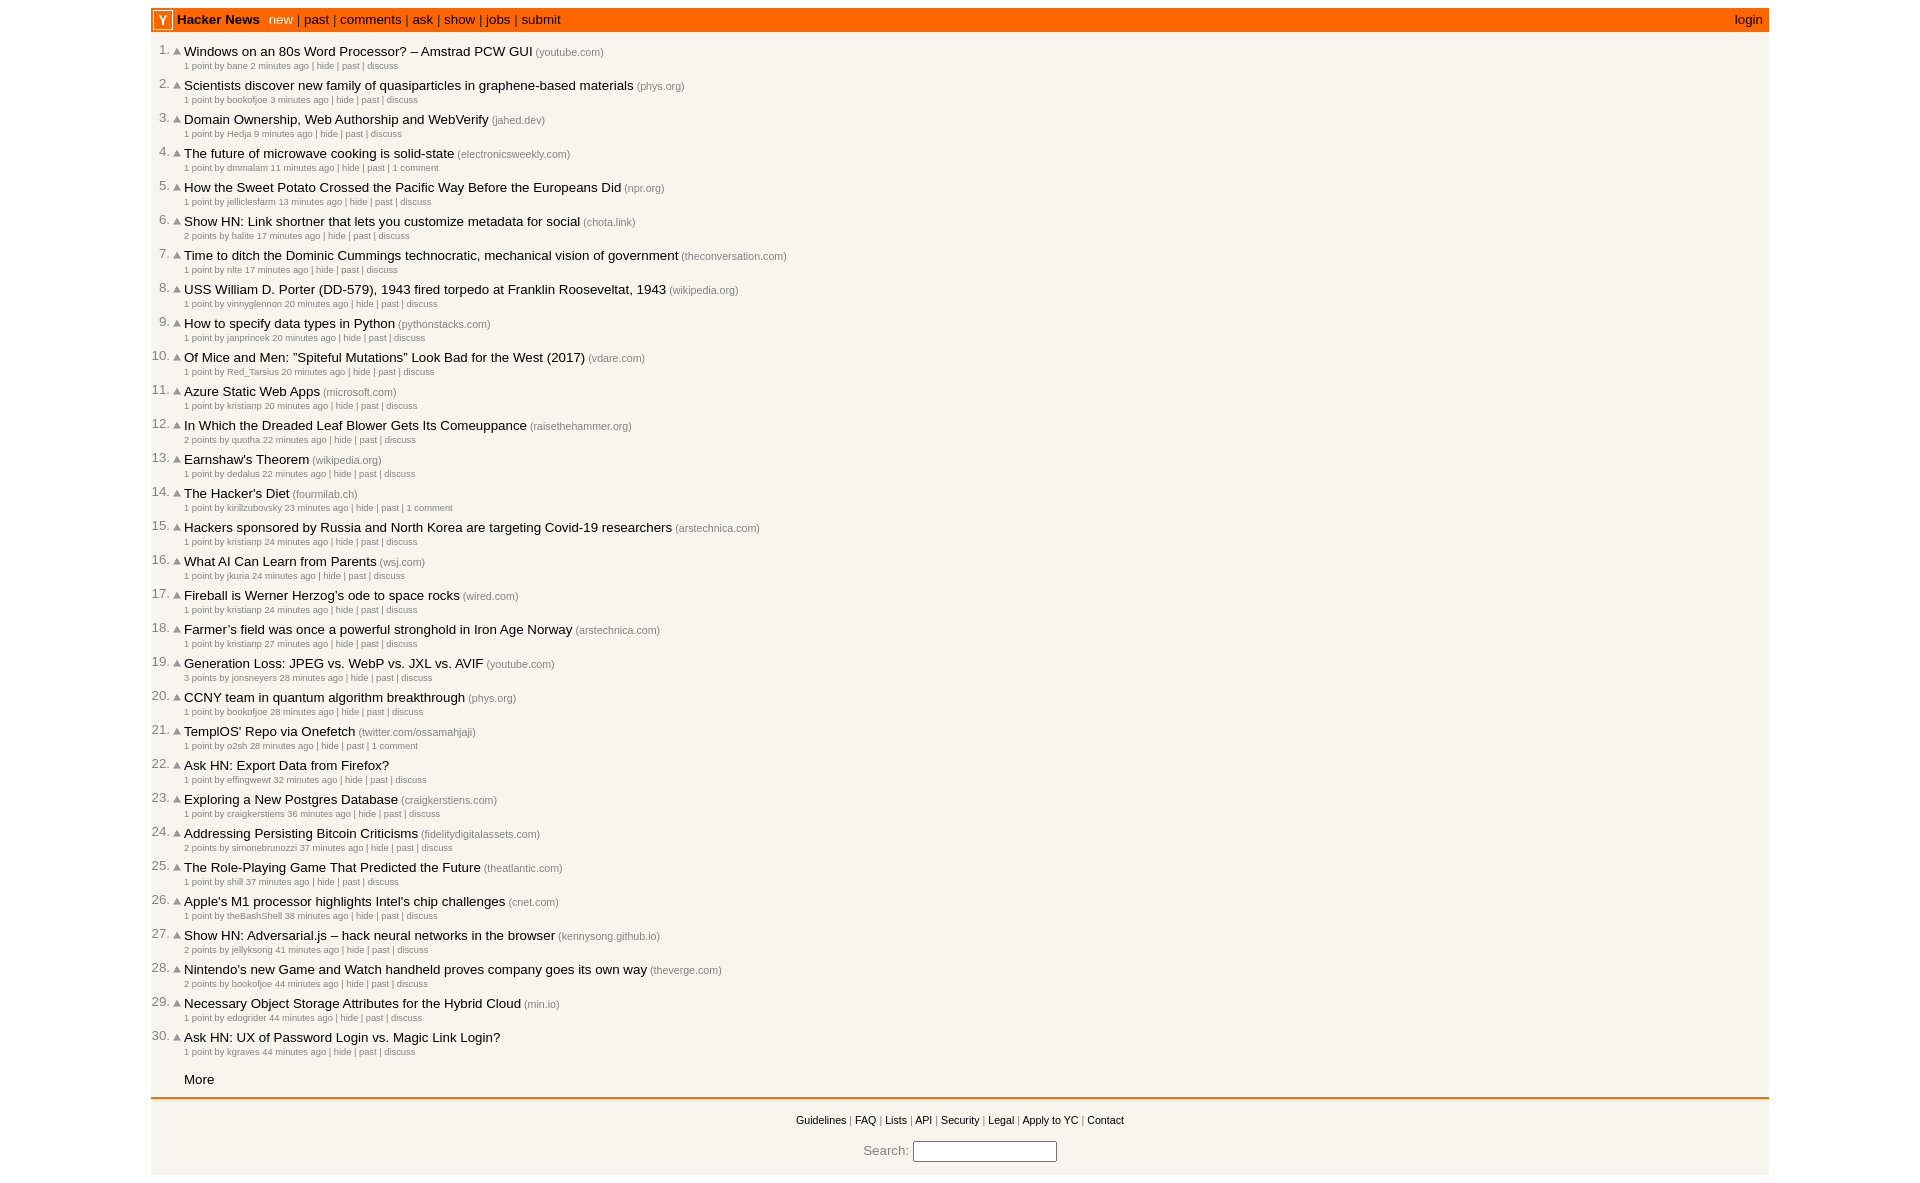 Y Hacker News new | past | comments | ask | show | jobs | submit login
1. Windows on an 80s Word Processor? – Amstrad PCW GUI (youtube.com)
1 point by bane 2 minutes ago | hide | past | discuss
2. Scientists discover new family of quasiparticles in graphene-based materials (phys.org)
1 point by bookofjoe 3 minutes ago | hide | past | discuss
3. Domain Ownership, Web Authorship and WebVerify (jahed.dev)
1 point by Hedja 9 minutes ago | hide | past | discuss
4. The future of microwave cooking is solid-state (electronicsweekly.com)
1 point by dmmalam 11 minutes ago | hide | past | 1 comment
5. How the Sweet Potato Crossed the Pacific Way Before the Europeans Did (npr.org)
1 point by jelliclesfarm 13 minutes ago | hide | past | discuss
6. Show HN: Link shortner that lets you customize metadata for social (chota.link)
2 points by halite 17 minutes ago | hide | past | discuss
7. Time to ditch the Dominic Cummings technocratic, mechanical vision of government (theconversation.com)
1 point by nlte 17 minutes ago | hide | past | discuss
8. USS William D. Porter (DD-579), 1943 fired torpedo at Franklin Rooseveltat, 1943 (wikipedia.org)
1 point by vinnyglennon 20 minutes ago | hide | past | discuss
9. How to specify data types in Python (pythonstacks.com)
1 point by janprincek 20 minutes ago | hide | past | discuss
10. Of Mice and Men: ”Spiteful Mutations” Look Bad for the West (2017) (vdare.com)
1 point by Red_Tarsius 20 minutes ago | hide | past | discuss
11. Azure Static Web Apps (microsoft.com)
1 point by kristianp 20 minutes ago | hide | past | discuss
12. In Which the Dreaded Leaf Blower Gets Its Comeuppance (raisethehammer.org)
2 points by quotha 22 minutes ago | hide | past | discuss
13. Earnshaw's Theorem (wikipedia.org)
1 point by dedalus 22 minutes ago | hide | past | discuss
14. The Hacker's Diet (fourmilab.ch)
1 point by kirillzubovsky 23 minutes ago | hide | past | 1 comment
15. Hackers sponsored by Russia and North Korea are targeting Covid-19 researchers (arstechnica.com)
1 point by kristianp 24 minutes ago | hide | past | discuss
16. What AI Can Learn from Parents (wsj.com)
1 point by jkuria 24 minutes ago | hide | past | discuss
17. Fireball is Werner Herzog’s ode to space rocks (wired.com)
1 point by kristianp 24 minutes ago | hide | past | discuss
18. Farmer’s field was once a powerful stronghold in Iron Age Norway (arstechnica.com)
1 point by kristianp 27 minutes ago | hide | past | discuss
19. Generation Loss: JPEG vs. WebP vs. JXL vs. AVIF (youtube.com)
3 points by jonsneyers 28 minutes ago | hide | past | discuss
20. CCNY team in quantum algorithm breakthrough (phys.org)
1 point by bookofjoe 28 minutes ago | hide | past | discuss
21. TemplOS' Repo via Onefetch (twitter.com/ossamahjaji)
1 point by o2sh 28 minutes ago | hide | past | 1 comment
22. Ask HN: Export Data from Firefox?
1 point by effingwewt 32 minutes ago | hide | past | discuss
23. Exploring a New Postgres Database (craigkerstiens.com)
1 point by craigkerstiens 36 minutes ago | hide | past | discuss
24. Addressing Persisting Bitcoin Criticisms (fidelitydigitalassets.com)
2 points by simonebrunozzi 37 minutes ago | hide | past | discuss
25. The Role-Playing Game That Predicted the Future (theatlantic.com)
1 point by shill 37 minutes ago | hide | past | discuss
26. Apple's M1 processor highlights Intel's chip challenges (cnet.com)
1 point by theBashShell 38 minutes ago | hide | past | discuss
27. Show HN: Adversarial.js – hack neural networks in the browser (kennysong.github.io)
2 points by jellyksong 41 minutes ago | hide | past | discuss
28. Nintendo’s new Game and Watch handheld proves company goes its own way (theverge.com)
2 points by bookofjoe 44 minutes ago | hide | past | discuss
29. Necessary Object Storage Attributes for the Hybrid Cloud (min.io)
1 point by edogrider 44 minutes ago | hide | past | discuss
30. Ask HN: UX of Password Login vs. Magic Link Login?
1 point by kgraves 44 minutes ago | hide | past | discuss
More
Guidelines | FAQ | Lists | API | Security | Legal | Apply to YC | Contact
Search: